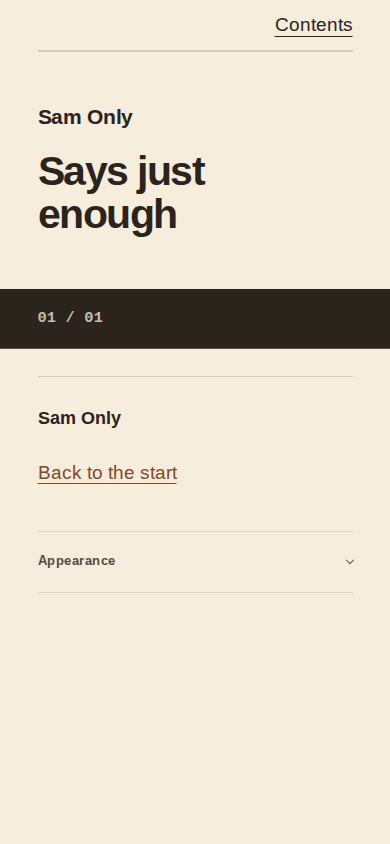 Contents
Sam Only
Says just
enough
01 / 01
Sam Only
Back to the start
Appearance